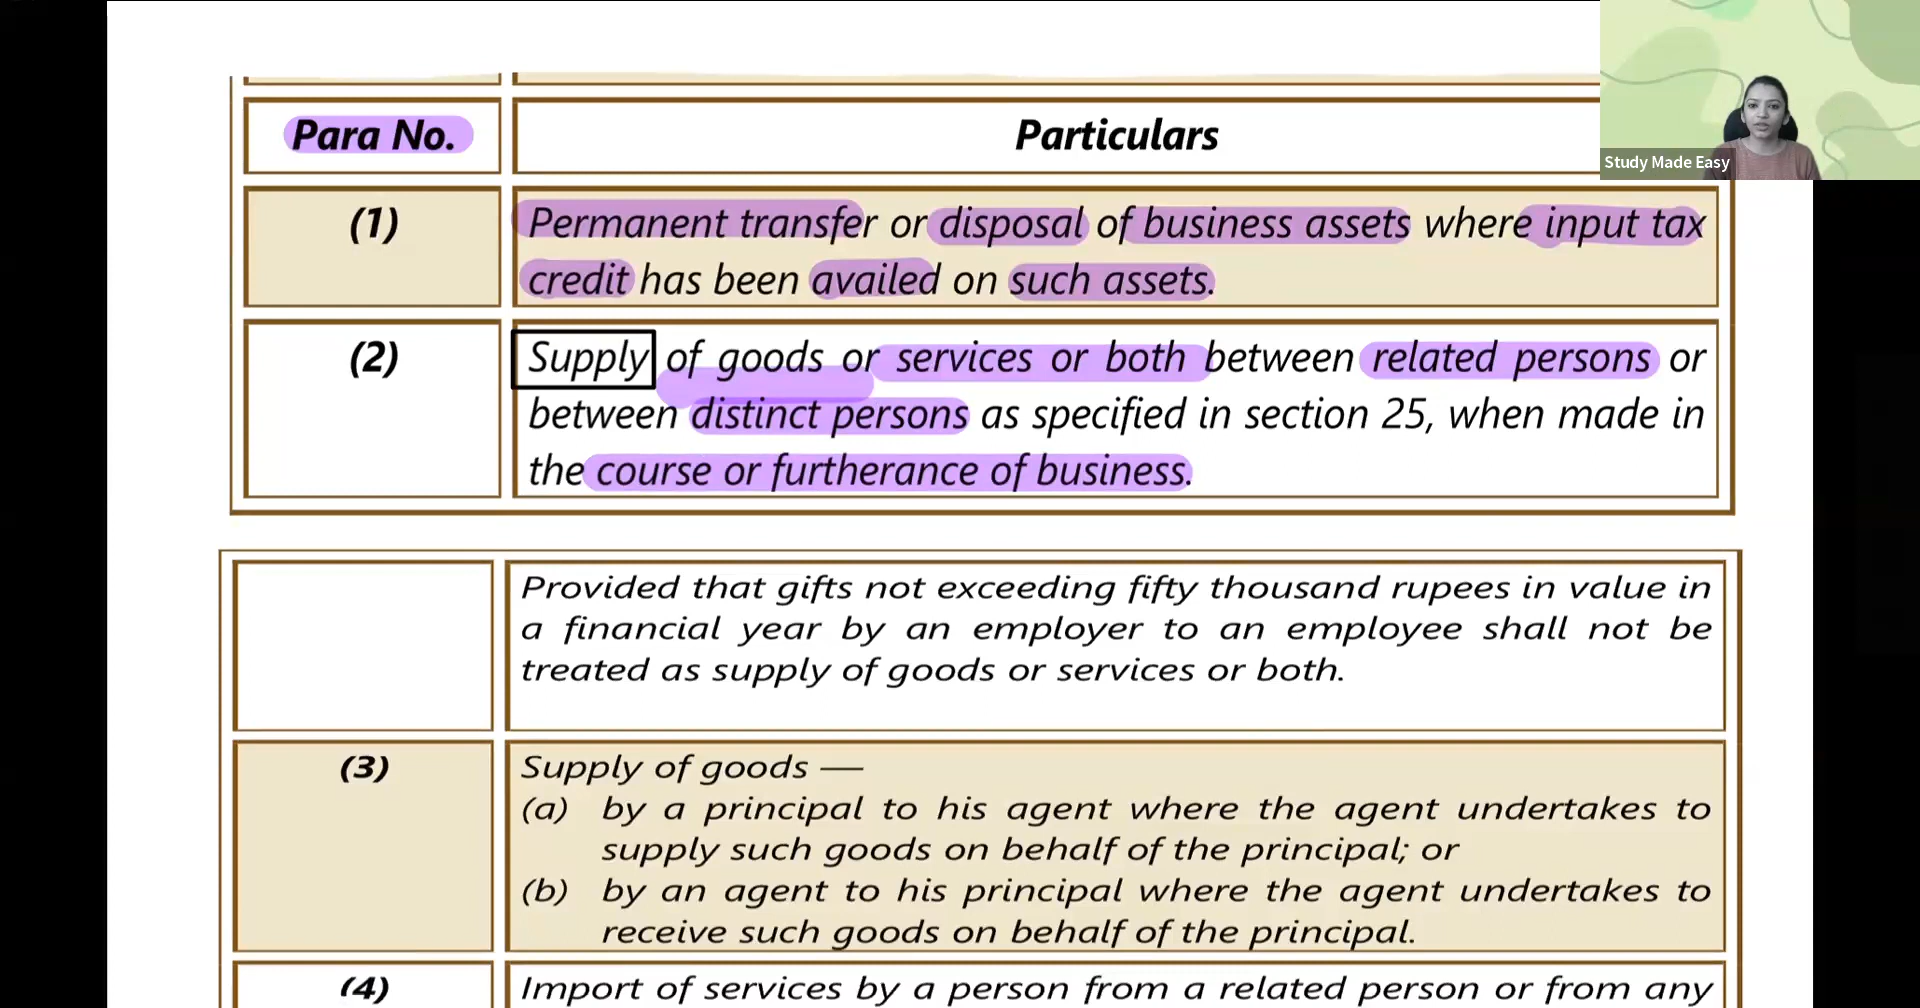 Para No.
Particulars
Study Made Easy
(1)
Permanent transfer or disposal of business assets where input tax
credit has been availed on such assets.
(2)
Supply of goods or services or both between related persons or
between distinct persons as specified in section 25, when made in
the course or furtherance of business.
Provided that gifts not exceeding fifty thousand rupees in value in
a financial year by an employer to an employee shall not be
treated as supply of goods or services or both.
(3)
Supply of goods —
(a) by a principal to his agent where the agent undertakes to
supply such goods on behalf of the principal; or
(b) by an agent to his principal where the agent undertakes to
receive such goods on behalf of the principal.
(4)
Import of services by a person from a related person or from any